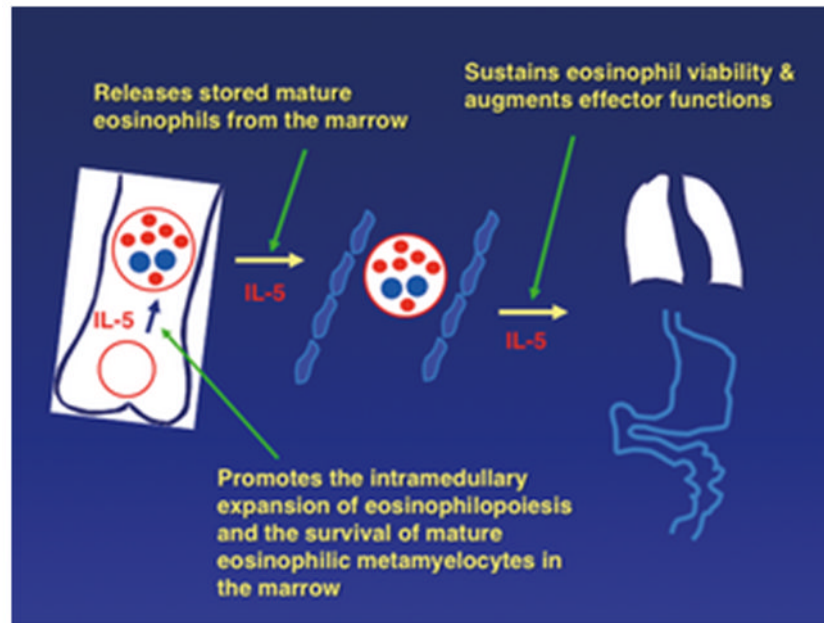 Releases stored mature
eosinophils from the marrow
Sustains eosinophil viability &
augments effector functions
IL-5
IL-5
IL-5
Promotes the intramedullary
expansion of eosinophilopoiesis
and the survival of mature
eosinophilic metamyelocytes in
the marrow